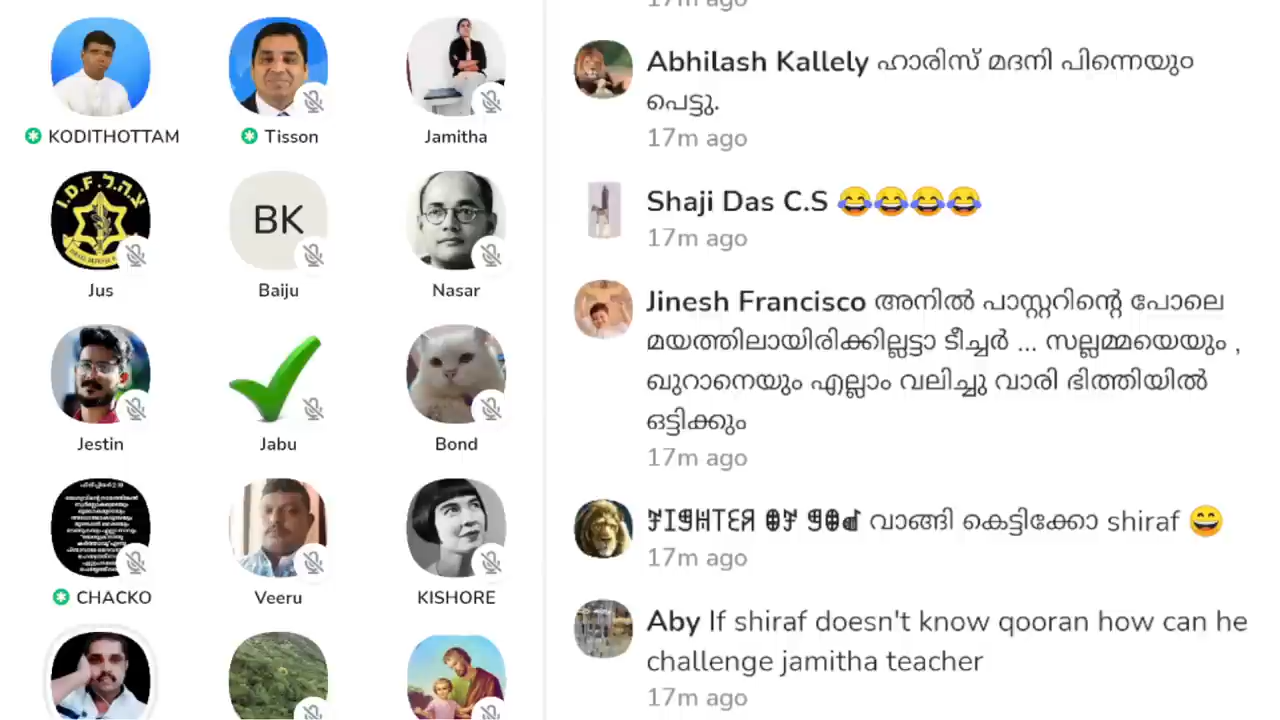 17m ago
KODITHOTTAM
Tisson
Jamitha
I.D.F. צ.ה.ל.
BK
Jus
Baiju
Nasar
Jestin
Jabu
Bond
CHACKO
Veeru
KISHORE
Abhilash Kallely ഹാരിസ് മദനി പിന്നെയും
പെട്ടു.
17m ago
Shaji Das C.S 😂😂😂😂
17m ago
Jinesh Francisco അനിൽ പാസ്റ്ററിന്റെ പോലെ
മയത്തിലായിരിക്കില്ലട്ടാ ടീച്ചർ ... സല്ലമ്മയെയും ,
ഖുറാനെയും എല്ലാം വലിച്ചു വാരി ഭിത്തിയിൽ
ഒട്ടിക്കും
17m ago
വാങ്ങി കെട്ടിക്കോ shiraf 😄
17m ago
Aby If shiraf doesn't know qooran how can he
challenge jamitha teacher
17m ago